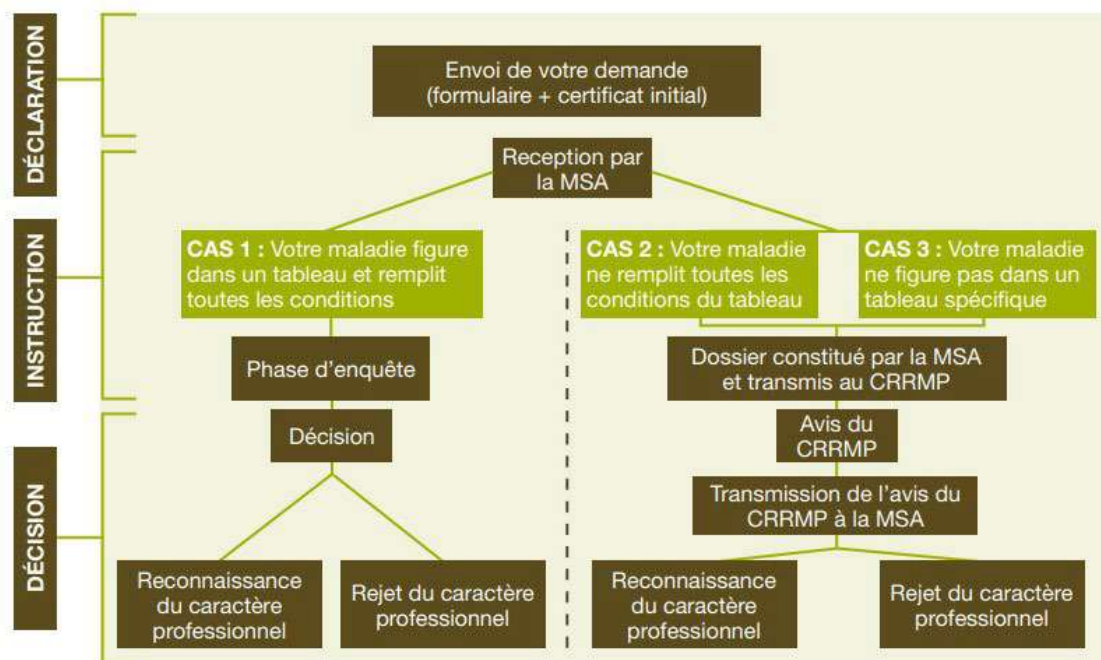 DÉCLARATION
Envoi de votre demande
(formulaire + certificat initial)
INSTRUCTION
Reception par
la MSA
CAS 1 : Votre maladie figure
dans un tableau et remplit
toutes les conditions
CAS 2 : Votre maladie
ne remplit toutes les
conditions du tableau
CAS 3 : Votre maladie
ne figure pas dans un
tableau spécifique
Phase d’enquête
Dossier constitué par la MSA
et transmis au CRRMP
DÉCISION
Décision
Avis du
CRRMP
Transmission de l’avis du
CRRMP à la MSA
Reconnaissance
du caractère
professionnel
Rejet du caractère
professionnel
Reconnaissance
du caractère
professionnel
Rejet du caractère
professionnel